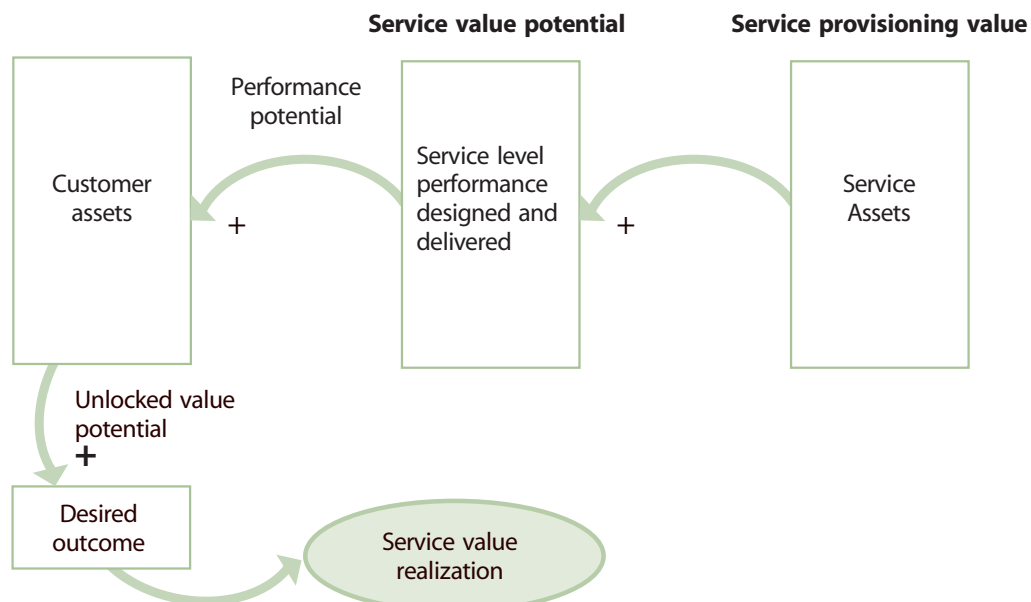 Service value potential
Service provisioning value
Performance
potential
Customer
assets
+
Service level
performance
designed and
delivered
+
Service
Assets
Unlocked value
potential
+
Desired
outcome
Service value
realization